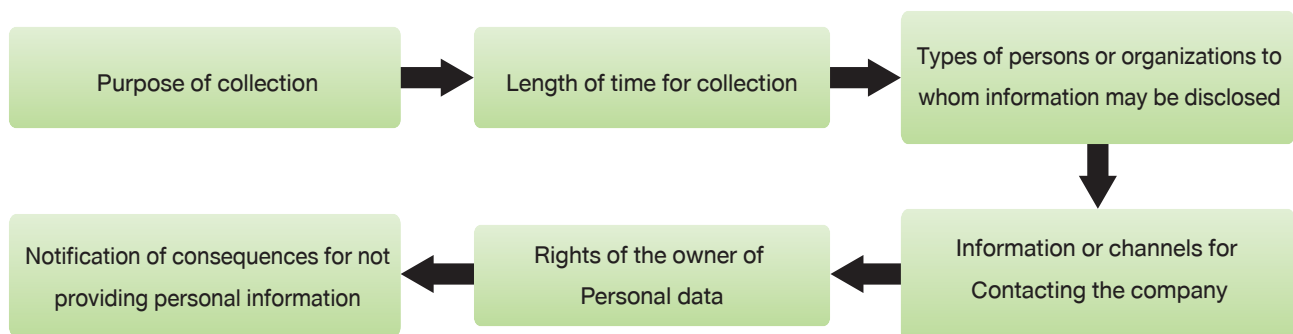 Purpose of collection
Length of time for collection
Types of persons or organizations to
whom information may be disclosed
Information or channels for
Contacting the company
Rights of the owner of
Personal data
Notification of consequences for not
providing personal information